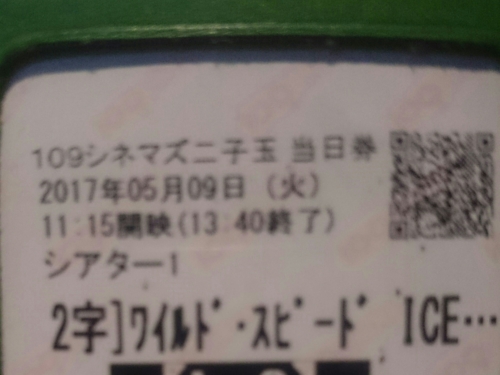 109シネマズ二子玉 当日券
2017年05月09日 (火)
11:15開映(13:40終了)
シアター1
2字]ﾜｲﾙﾄﾞ・ｽﾋﾟｰﾄﾞ ICE…